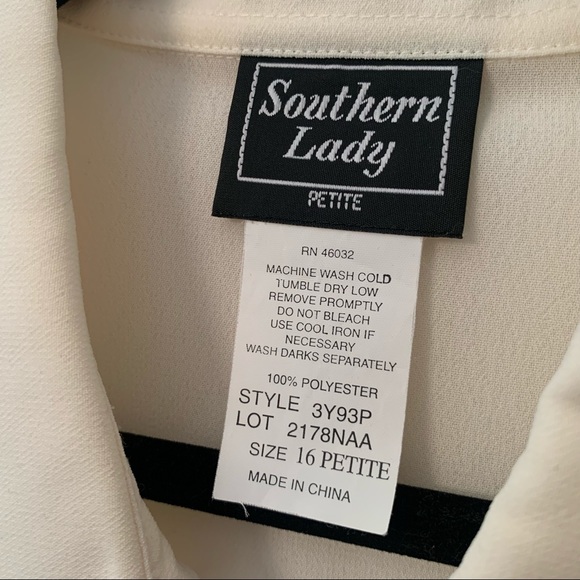 Southern
Lady
PETITE
RN 46032
MACHINE WASH COLD
TUMBLE DRY LOW
REMOVE PROMPTLY
DO NOT BLEACH
USE COOL IRON IF
NECESSARY
WASH DARKS SEPARATELY
100% POLYESTER
STYLE 3Y93P
LOT 2178NAA
SIZE 16 PETITE
MADE IN CHINA